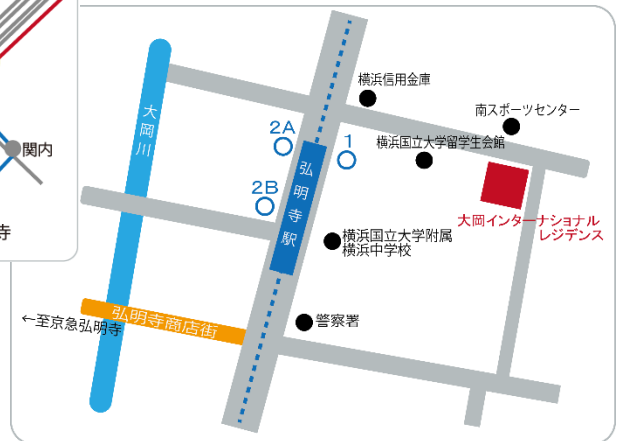 関内
寺
大岡川
2A
2B
1
弘明寺駅
横浜信用金庫
南スポーツセンター
横浜国立大学留学生会館
大岡インターナショナル
レジデンス
横浜国立大学附属
横浜中学校
警察署
弘明寺商店街
←至京急弘明寺